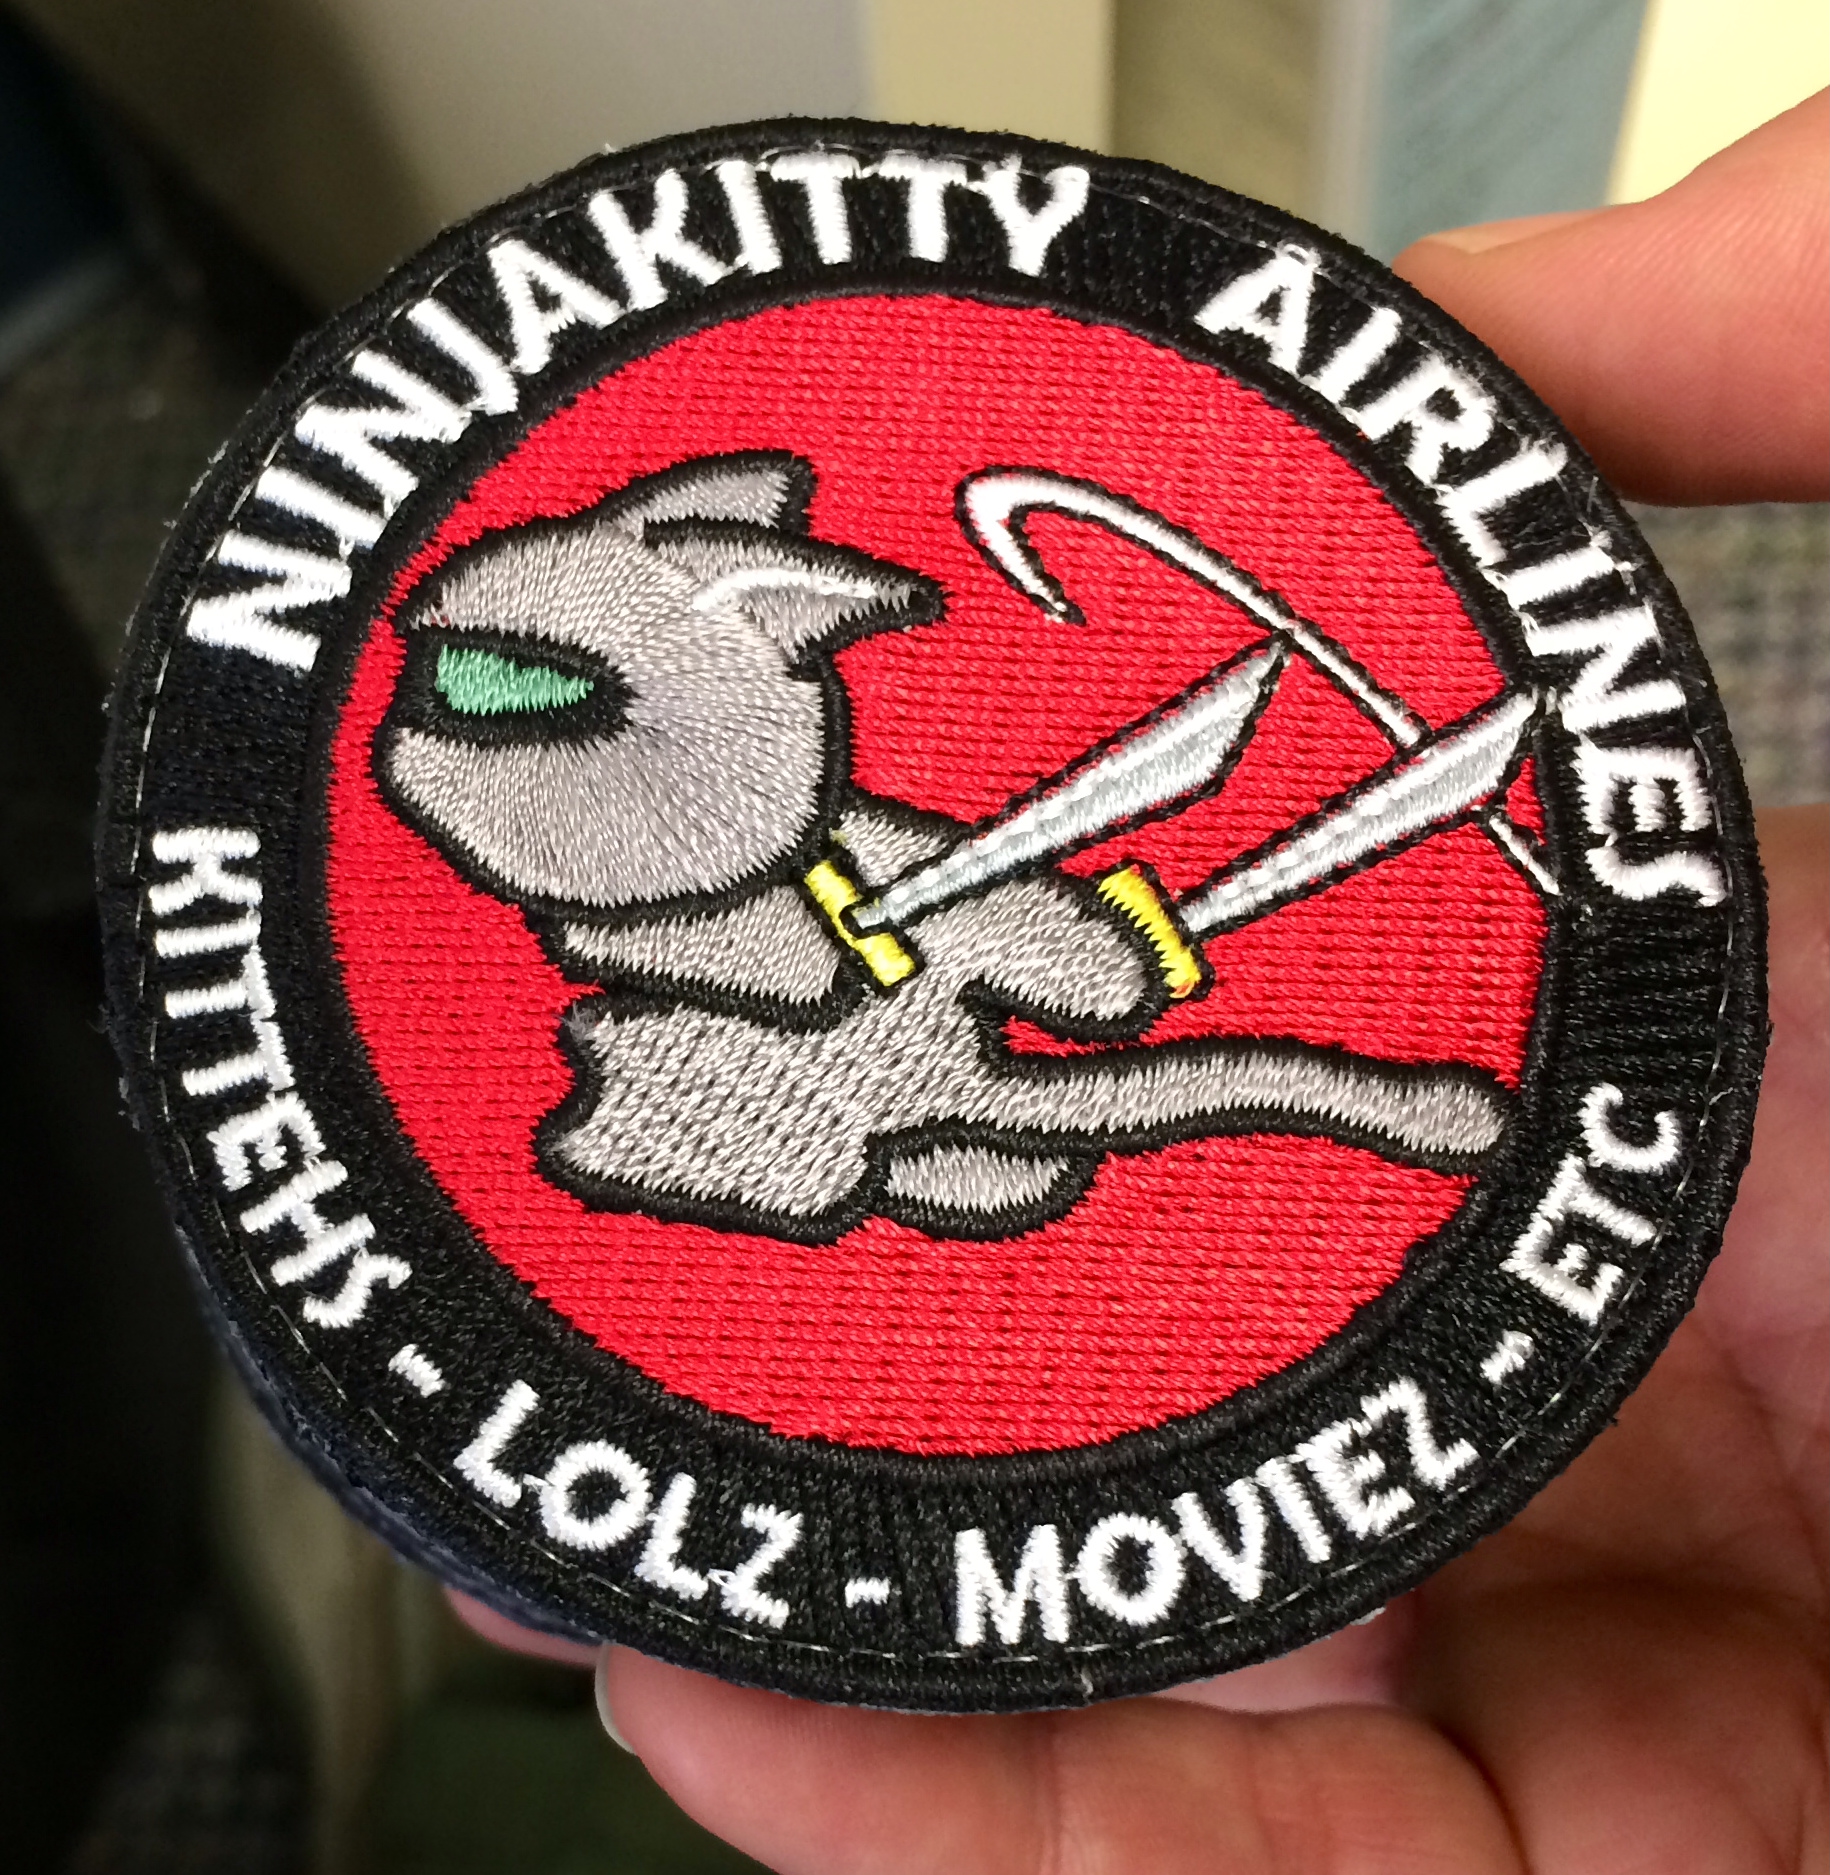 NINJAKITTY AIRLINES
KITTEHS - LOLZ - MOVIEZ - ETC